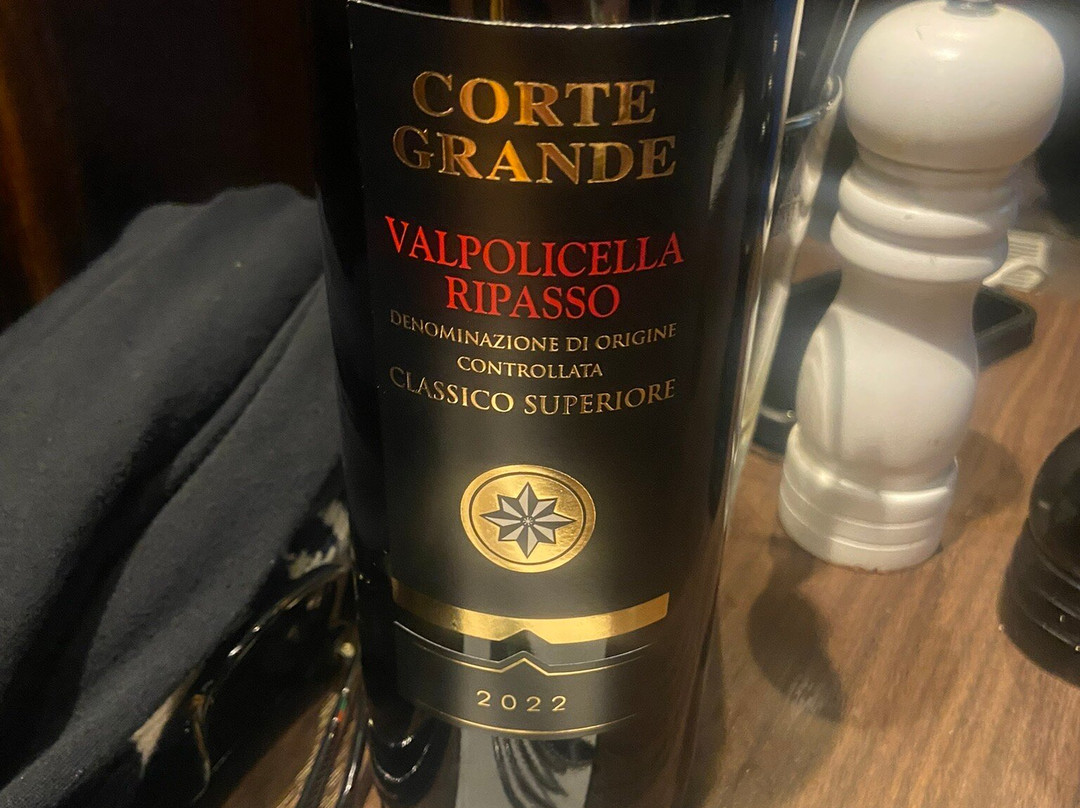 CORTE
GRANDE
VALPOLICELLA
RIPASSO
DENOMINAZIONE DI ORIGINE
CONTROLLATA
CLASSICO SUPERIORE
2022